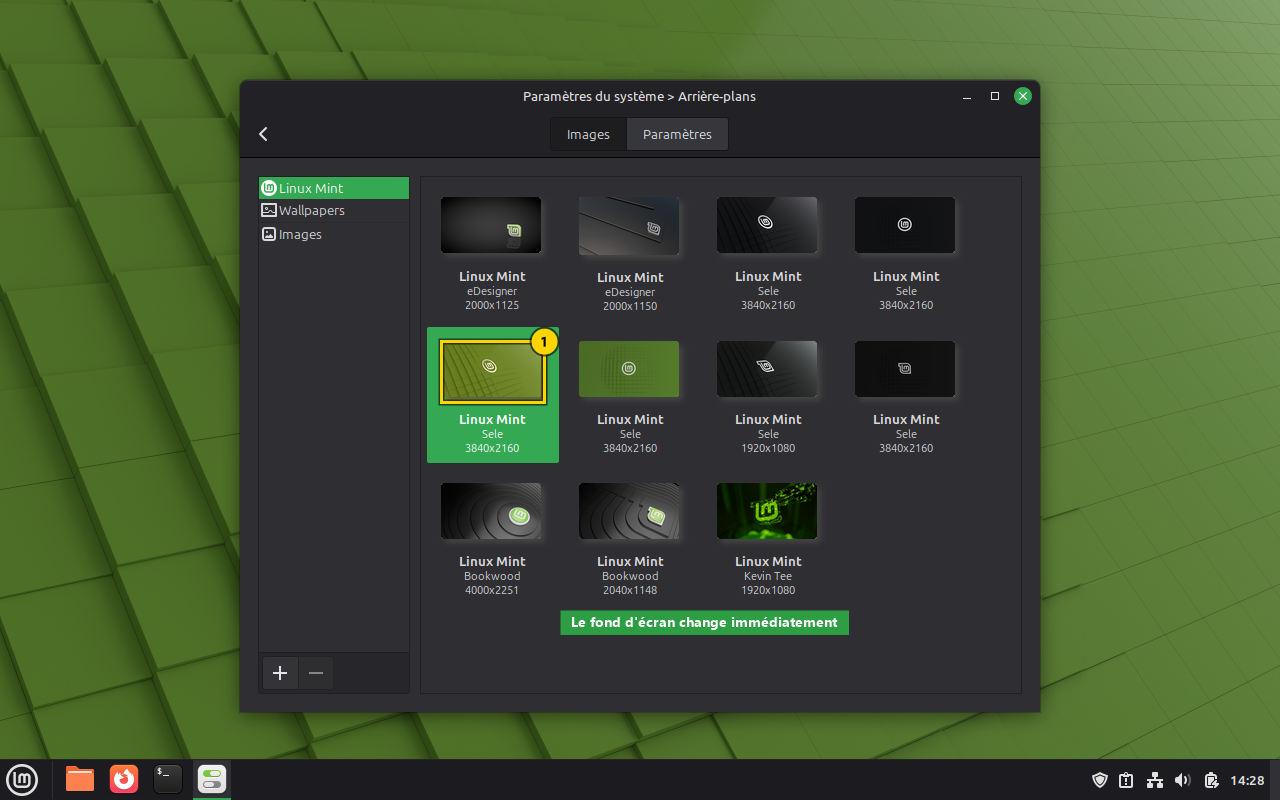 Paramètres du système > Arrière-plans
Images
Paramètres
Linux Mint
Wallpapers
Images
Linux Mint
eDesigner
2000x1125
Linux Mint
eDesigner
2000x1150
Linux Mint
Sele
3840x2160
Linux Mint
Sele
3840x2160
1
Linux Mint
Sele
3840x2160
Linux Mint
Sele
3840x2160
Linux Mint
Sele
1920x1080
Linux Mint
Sele
3840x2160
Linux Mint
Bookwood
4000x2251
Linux Mint
Bookwood
2040x1148
Linux Mint
Kevin Tee
1920x1080
Le fond d'écran change immédiatement
$_
14:28